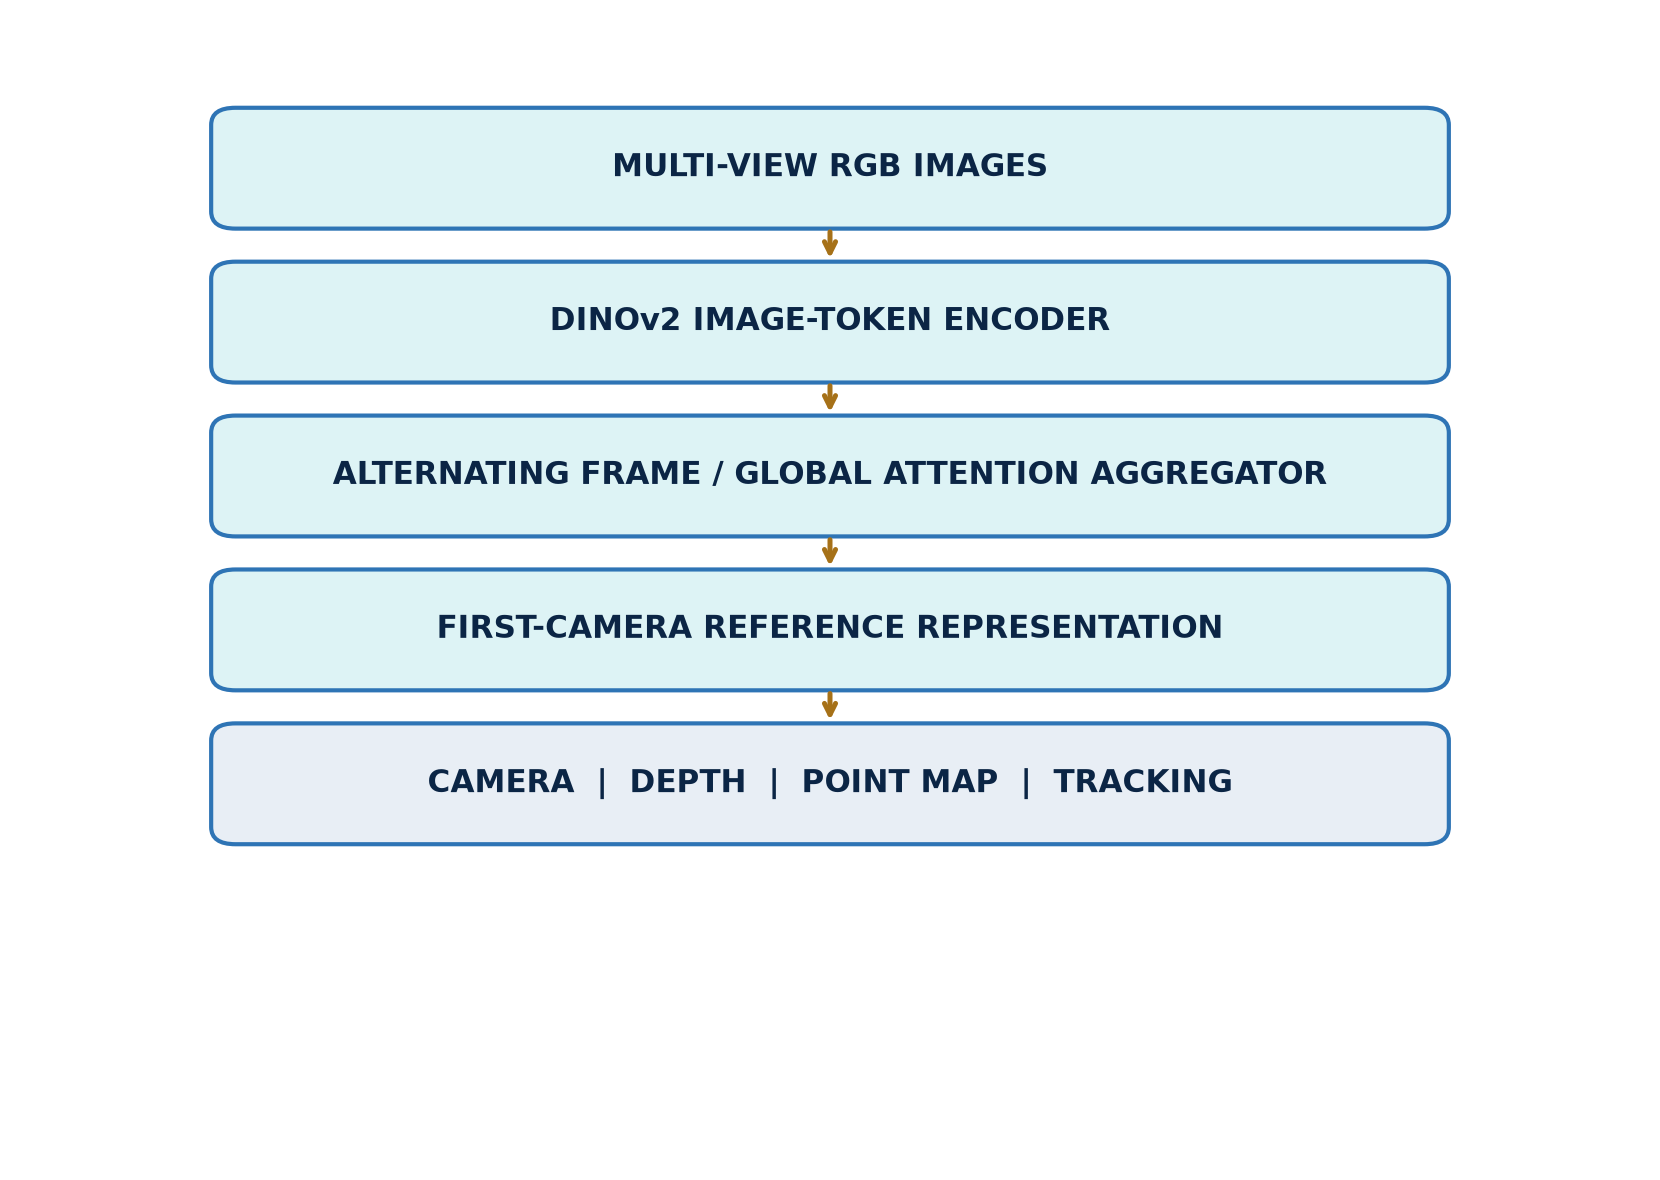 MULTI-VIEW RGB IMAGES
DINOv2 IMAGE-TOKEN ENCODER
ALTERNATING FRAME / GLOBAL ATTENTION AGGREGATOR
FIRST-CAMERA REFERENCE REPRESENTATION
CAMERA | DEPTH | POINT MAP | TRACKING